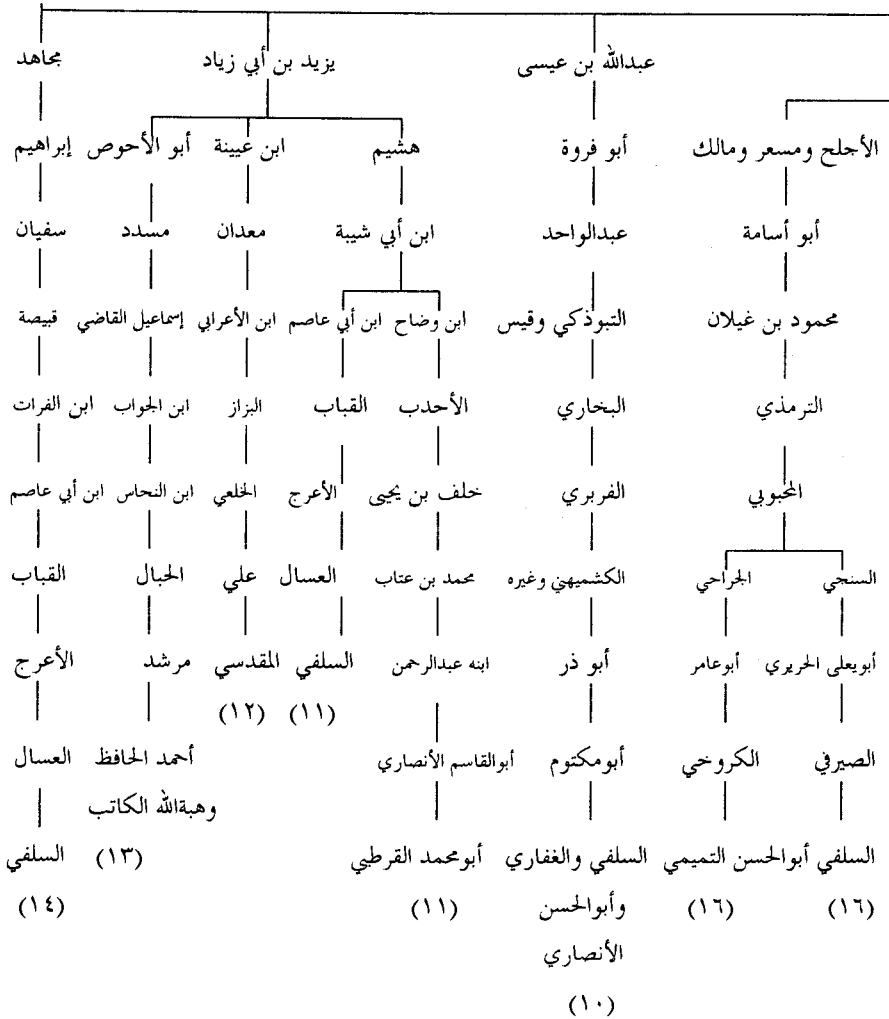 عبدالله بن عيسى يزيد بن أبي زياد مجاهد
الأجلح ومسعر ومالك أبو فروة هشيم ابن عيينة أبو الأحوص إبراهيم
أبو أسامة عبدالواحد ابن أبي شيبة معدان مسدد سفيان
محمود بن غيلان التبوذكي وقيس ابن وضاح ابن أبي عاصم ابن الأعرابي إسماعيل القاضي قبيصة
الترمذي البخاري الأحدب القباب البزاز ابن الجواب ابن الفرات
المحبوبي الفربري خلف بن يحيى الأعرج الخلعي ابن النحاس ابن أبي عاصم
السنجي الجراحي الكشميهني وغيره محمد بن عتاب العسال علي الحبال القباب
أبويعلى الحريري أبوعامر أبو ذر ابنه عبدالرحمن السلفي المقدسي مرشد الأعرج
(١١) (١٢)
الصيرفي الكروخي أبومكتوم أبوالقاسم الأنصاري أحمد الحافظ العسال
وهبةالله الكاتب
السلفي أبوالحسن التميمي السلفي والغفاري أبومحمد القرطبي (١٣) السلفي
(١٦) (١٦) وأبوالحسن (١١) (١٤)
الأنصاري
(١٠)